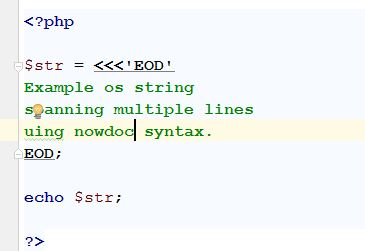 <?php
$str = <<<'EOD'
Example os string
spanning multiple lines
uing nowdoc syntax.
EOD;
echo $str;
?>